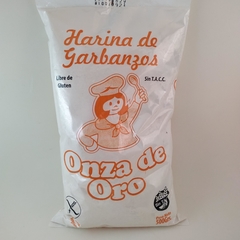 Harina de
Garbanzos
Libre de
Gluten
Sin T.A.C.C.
Onza de
Oro